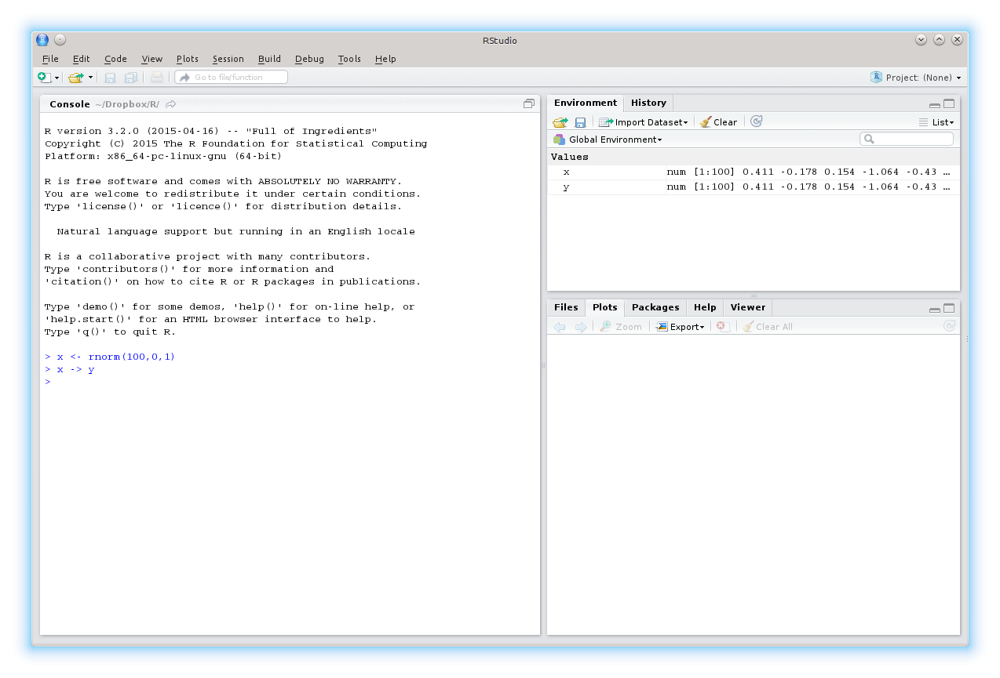 RStudio
File Edit Code View Plots Session Build Debug Tools Help
Go to file/function
Project: (None)
Console ~/Dropbox/R/
R version 3.2.0 (2015-04-16) -- "Full of Ingredients"
Copyright (C) 2015 The R Foundation for Statistical Computing
Platform: x86_64-pc-linux-gnu (64-bit)
R is free software and comes with ABSOLUTELY NO WARRANTY.
You are welcome to redistribute it under certain conditions.
Type 'license()' or 'licence()' for distribution details.
Natural language support but running in an English locale
R is a collaborative project with many contributors.
Type 'contributors()' for more information and
'citation()' on how to cite R or R packages in publications.
Type 'demo()' for some demos, 'help()' for on-line help, or
'help.start()' for an HTML browser interface to help.
Type 'q()' to quit R.
> x <- rnorm(100,0,1)
> x -> y
>
Environment History
Import Dataset Clear List
Global Environment
Values
x num [1:100] 0.411 -0.178 0.154 -1.064 -0.43 ...
y num [1:100] 0.411 -0.178 0.154 -1.064 -0.43 ...
Files Plots Packages Help Viewer
Zoom Export Clear All